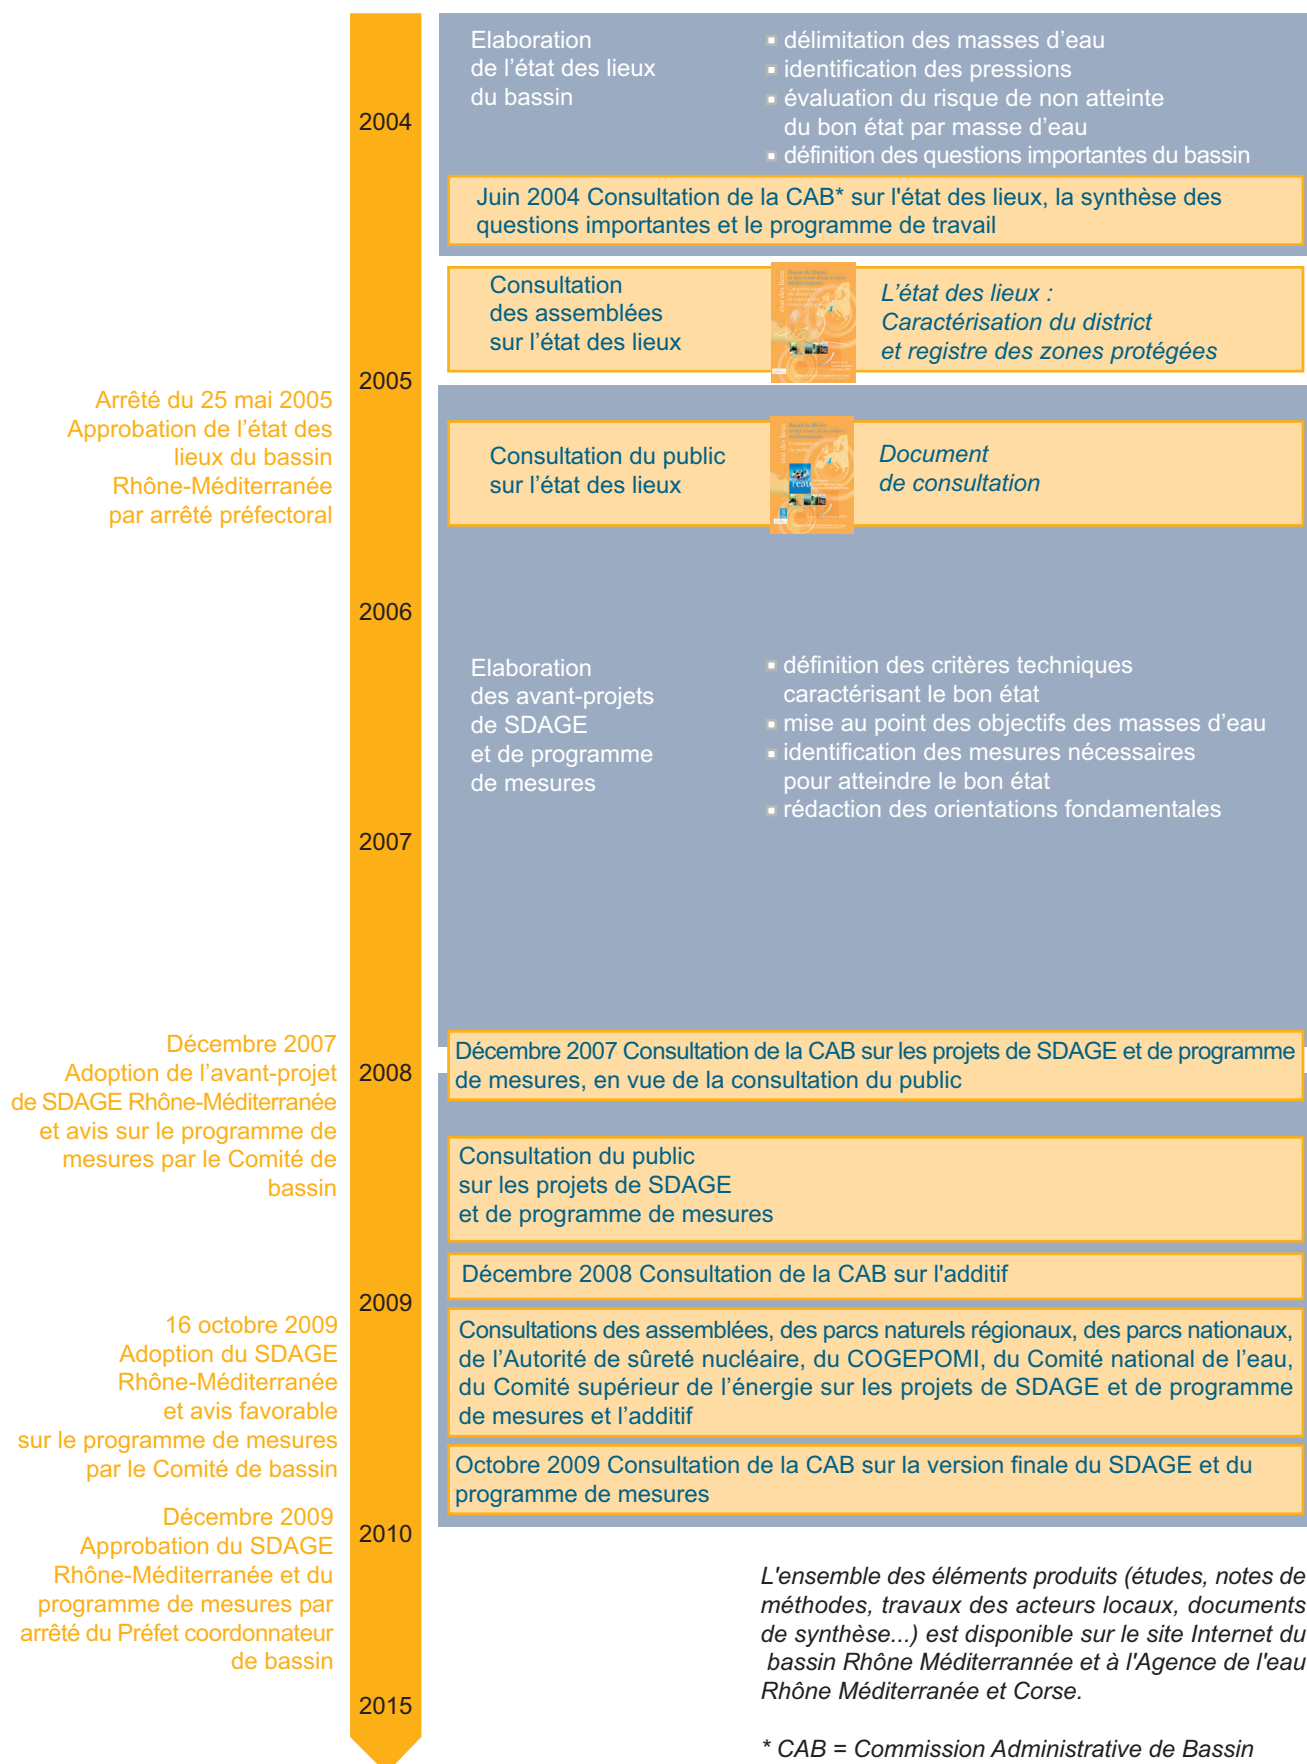 Elaboration
de l’état des lieux
du bassin
▪ délimitation des masses d’eau
▪ identification des pressions
▪ évaluation du risque de non atteinte
du bon état par masse d’eau
▪ définition des questions importantes du bassin
2004
Juin 2004 Consultation de la CAB* sur l'état des lieux, la synthèse des
questions importantes et le programme de travail
Consultation
des assemblées
sur l’état des lieux
état des lieux
L’état des lieux :
Caractérisation du district
et registre des zones protégées
2005
Arrêté du 25 mai 2005
Approbation de l’état des
lieux du bassin
Rhône-Méditerranée
par arrêté préfectoral
Consultation du public
sur l’état des lieux
état des lieux
Document
de consultation
2006
Elaboration
des avant-projets
de SDAGE
et de programme
de mesures
▪ définition des critères techniques
caractérisant le bon état
▪ mise au point des objectifs des masses d’eau
▪ identification des mesures nécessaires
pour atteindre le bon état
▪ rédaction des orientations fondamentales
2007
Décembre 2007
Adoption de l’avant-projet
de SDAGE Rhône-Méditerranée
et avis sur le programme de
mesures par le Comité de
bassin
2008
Décembre 2007 Consultation de la CAB sur les projets de SDAGE et de programme
de mesures, en vue de la consultation du public
Consultation du public
sur les projets de SDAGE
et de programme de mesures
Décembre 2008 Consultation de la CAB sur l'additif
2009
16 octobre 2009
Adoption du SDAGE
Rhône-Méditerranée
et avis favorable
sur le programme de mesures
par le Comité de bassin
Consultations des assemblées, des parcs naturels régionaux, des parcs nationaux,
de l’Autorité de sûreté nucléaire, du COGEPOMI, du Comité national de l’eau,
du Comité supérieur de l’énergie sur les projets de SDAGE et de programme
de mesures et l’additif
Octobre 2009 Consultation de la CAB sur la version finale du SDAGE et du
programme de mesures
Décembre 2009
Approbation du SDAGE
Rhône-Méditerranée et du
programme de mesures par
arrêté du Préfet coordonnateur
de bassin
2010
L'ensemble des éléments produits (études, notes de
méthodes, travaux des acteurs locaux, documents
de synthèse...) est disponible sur le site Internet du
bassin Rhône Méditerrannée et à l'Agence de l'eau
Rhône Méditerranée et Corse.
2015
* CAB = Commission Administrative de Bassin